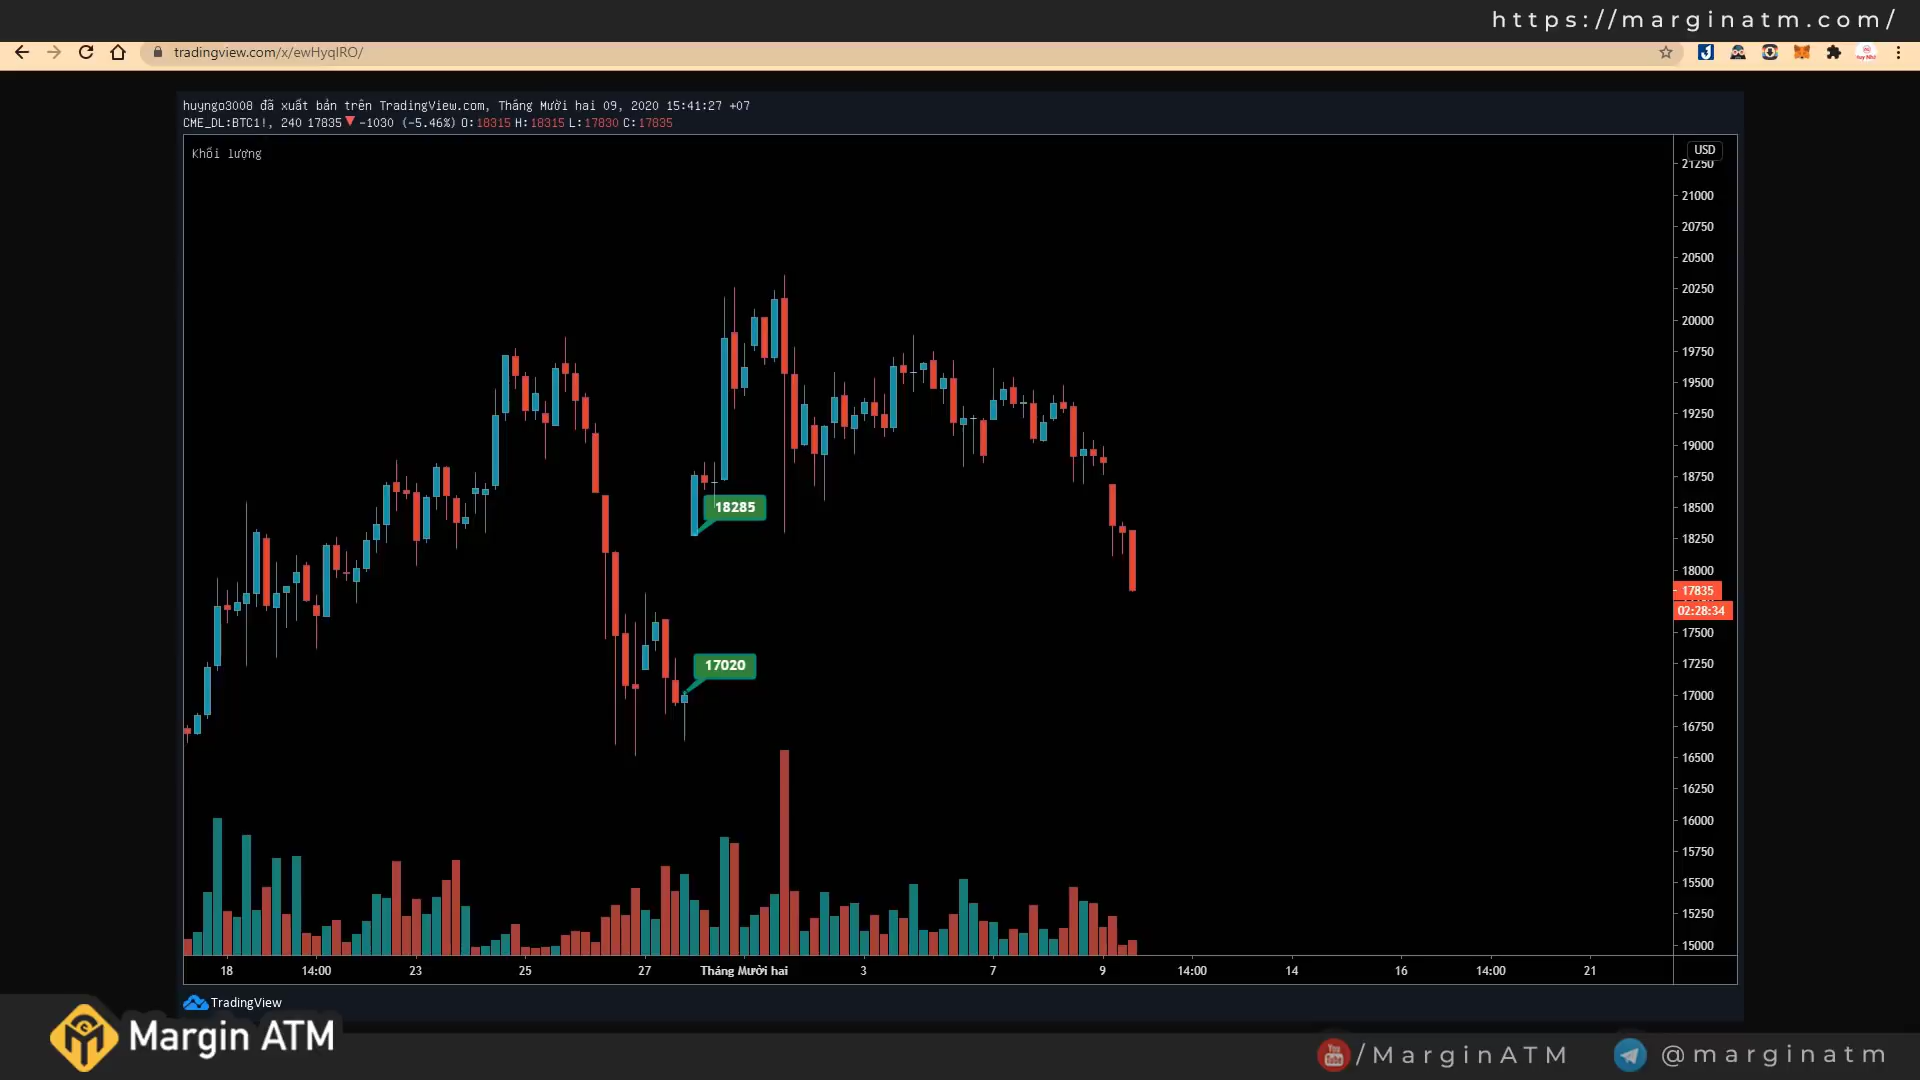 https://marginatm.com/
tradingview.com/x/ewHyqIRO/
huyngo3008 đã xuất bản trên TradingView.com, Tháng Mười hai 09, 2020 15:41:27 +07
CME_DL:BTC1!, 240 17835 ▼ -1030 (-5.46%) O:18315 H:18315 L:17830 C:17835
Khối lượng
USD
21250
21000
20750
20500
20250
20000
19750
19500
19250
19000
18750
18500
18285
18250
18000
17835
02:28:34
17500
17250
17020
17000
16750
16500
16250
16000
15750
15500
15250
15000
18 14:00 23 25 27 Tháng Mười hai 3 7 9 14:00 14 16 14:00 21
TradingView
Margin ATM
You Tube /MarginATM @marginatm